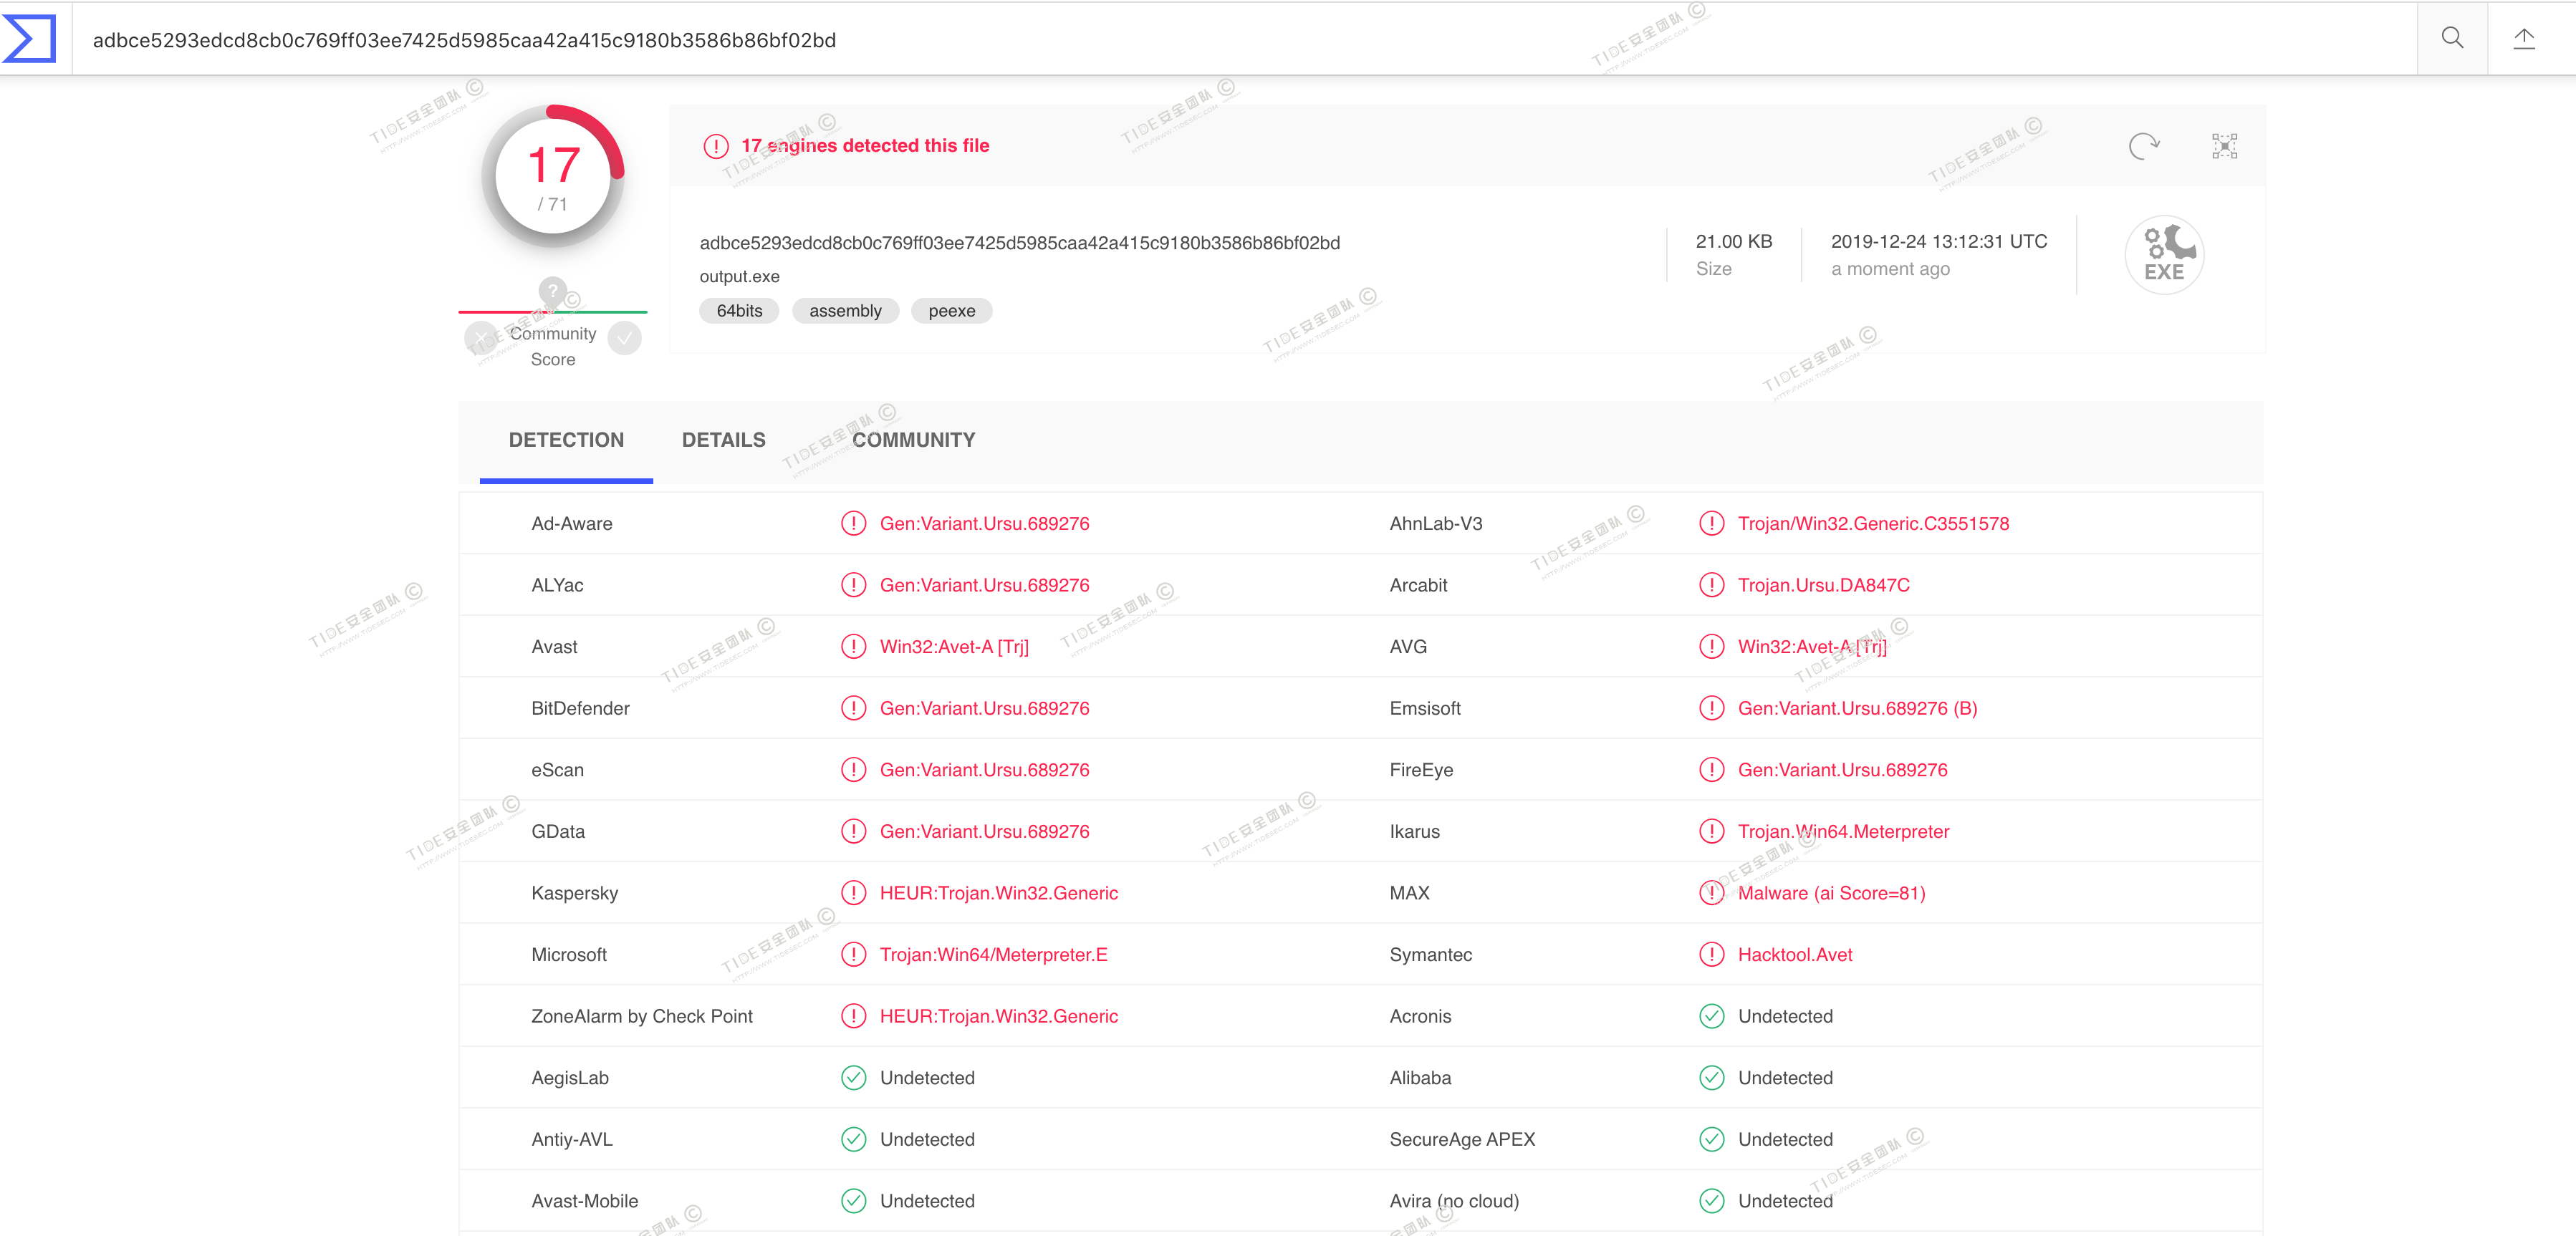 adbce5293edcd8cb0c769ff03ee7425d5985caa42a415c9180b3586b86bf02bd
17
/ 71
17 engines detected this file
adbce5293edcd8cb0c769ff03ee7425d5985caa42a415c9180b3586b86bf02bd
output.exe
64bits assembly peexe
21.00 KB
Size
2019-12-24 13:12:31 UTC
a moment ago
EXE
?
Community
Score
DETECTION DETAILS COMMUNITY
Ad-Aware Gen:Variant.Ursu.689276 AhnLab-V3 Trojan/Win32.Generic.C3551578
ALYac Gen:Variant.Ursu.689276 Arcabit Trojan.Ursu.DA847C
Avast Win32:Avet-A [Trj] AVG Win32:Avet-A [Trj]
BitDefender Gen:Variant.Ursu.689276 Emsisoft Gen:Variant.Ursu.689276 (B)
eScan Gen:Variant.Ursu.689276 FireEye Gen:Variant.Ursu.689276
GData Gen:Variant.Ursu.689276 Ikarus Trojan.Win64.Meterpreter
Kaspersky HEUR:Trojan.Win32.Generic MAX Malware (ai Score=81)
Microsoft Trojan:Win64/Meterpreter.E Symantec Hacktool.Avet
ZoneAlarm by Check Point HEUR:Trojan.Win32.Generic Acronis Undetected
AegisLab Undetected Alibaba Undetected
Antiy-AVL Undetected SecureAge APEX Undetected
Avast-Mobile Undetected Avira (no cloud) Undetected
TIDE安全团队 ©
HTTP://WWW.TIDESEC.COM